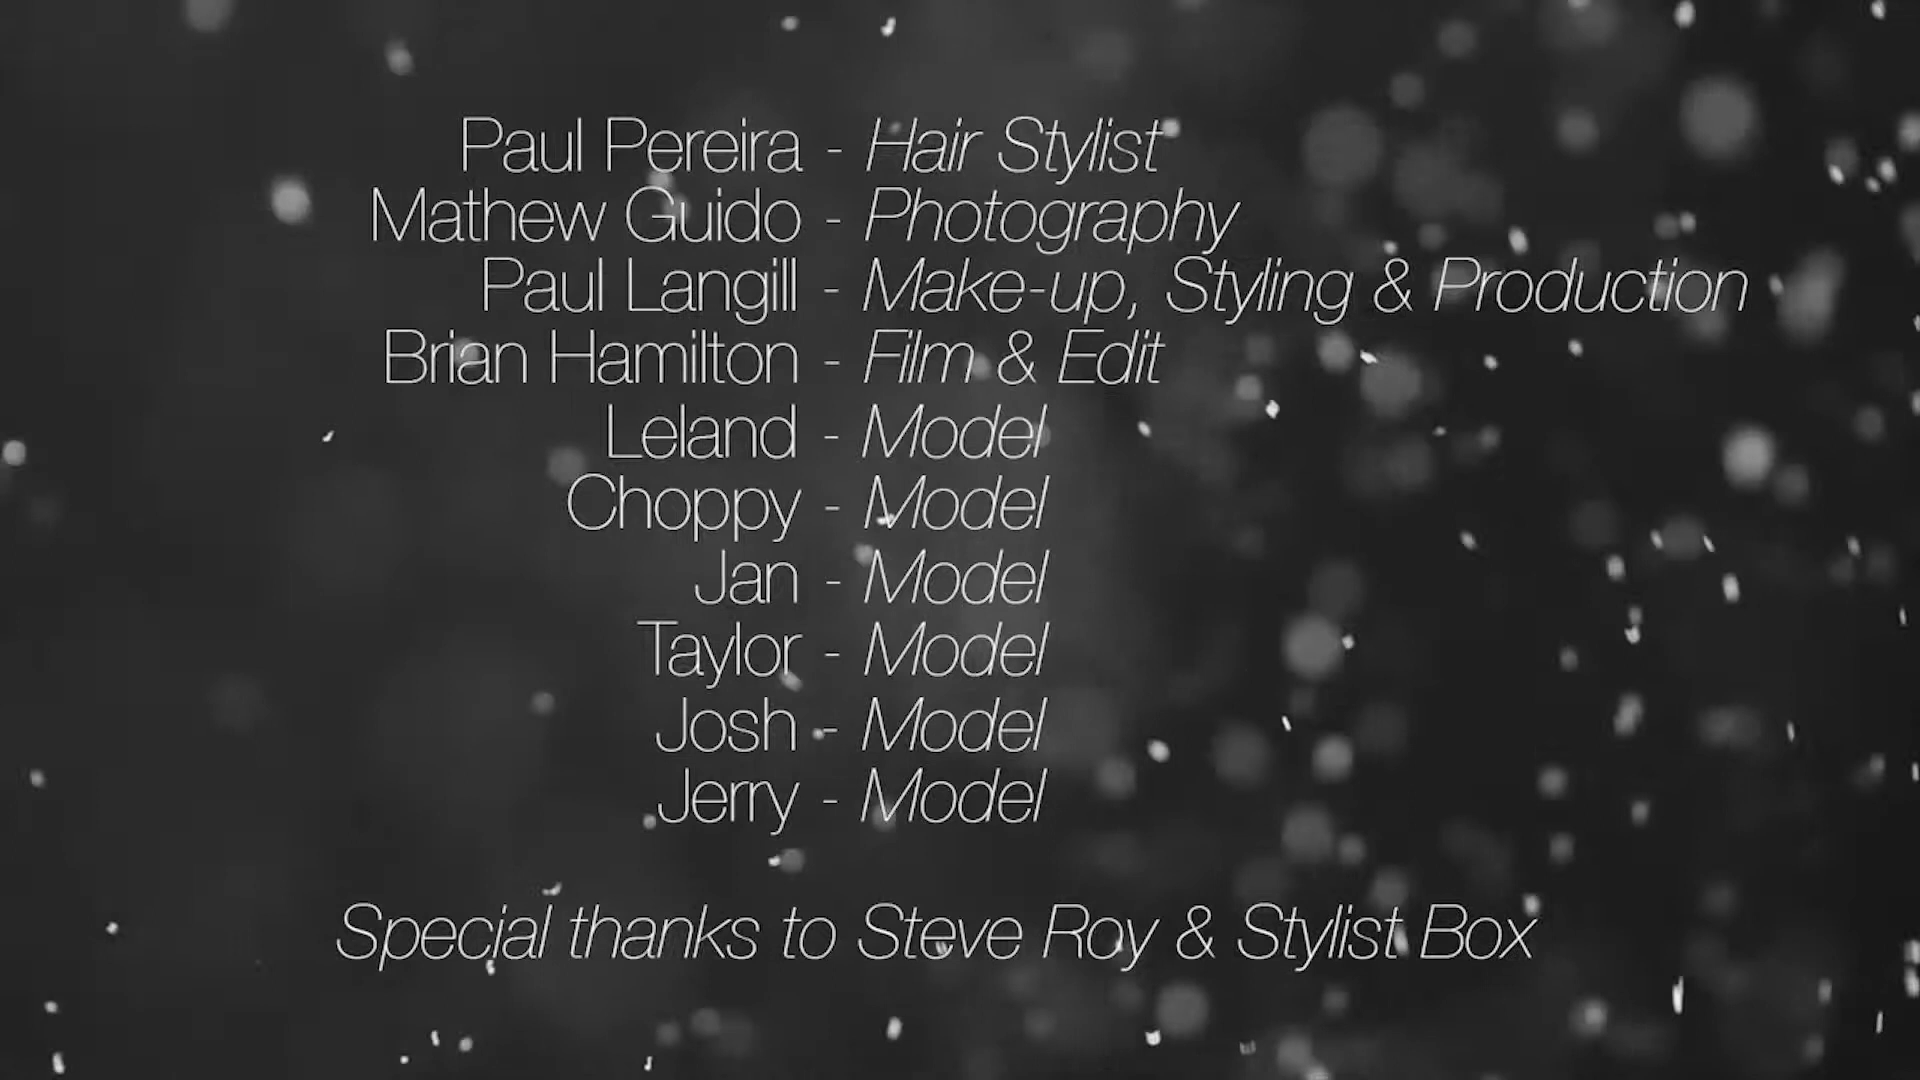 Paul Pereira - Hair Stylist
Mathew Guido - Photography
Paul Langill - Make-up, Styling & Production
Brian Hamilton - Film & Edit
Leland - Model
Choppy - Model
Jan - Model
Taylor - Model
Josh - Model
Jerry - Model
Special thanks to Steve Roy & Stylist Box